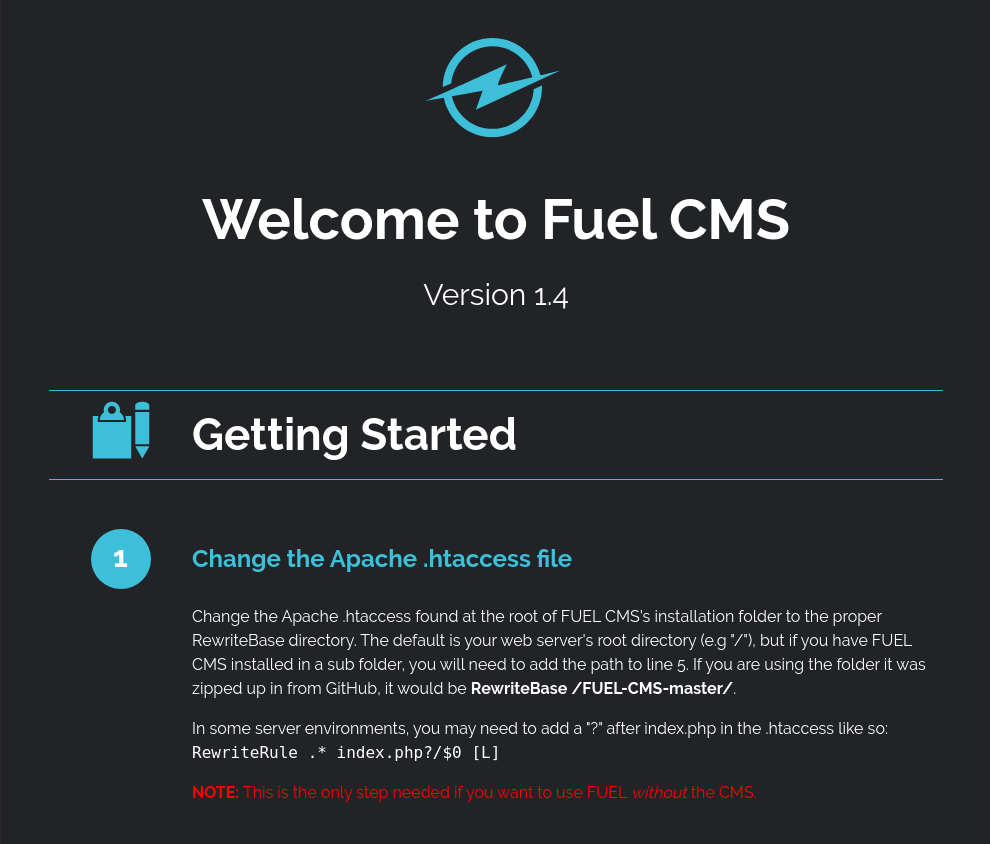 Welcome to Fuel CMS
Version 1.4
Getting Started
1
Change the Apache .htaccess file
Change the Apache .htaccess found at the root of FUEL CMS's installation folder to the proper
RewriteBase directory. The default is your web server's root directory (e.g "/"), but if you have FUEL
CMS installed in a sub folder, you will need to add the path to line 5. If you are using the folder it was
zipped up in from GitHub, it would be RewriteBase /FUEL-CMS-master/.
In some server environments, you may need to add a "?" after index.php in the .htaccess like so:
RewriteRule .* index.php?/$0 [L]
NOTE: This is the only step needed if you want to use FUEL without the CMS.